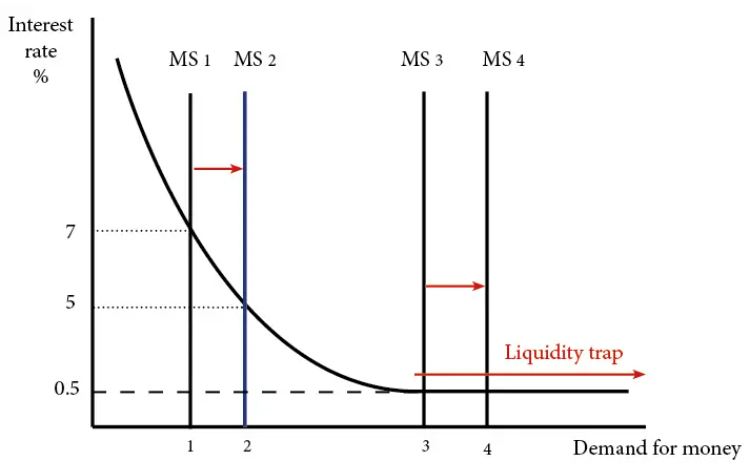 Interest
rate
%
MS 1 MS 2 MS 3 MS 4
7
5
Liquidity trap
0.5
1 2 3 4 Demand for money